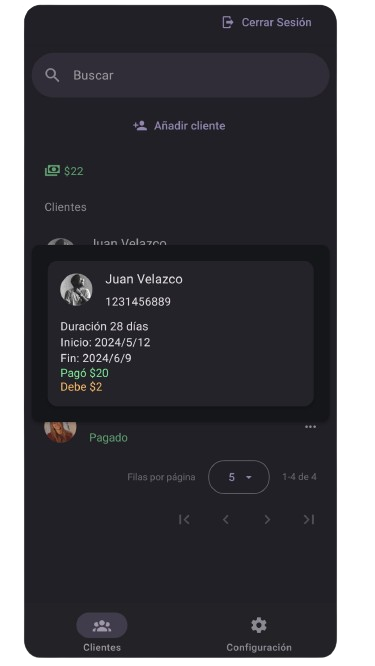 Cerrar Sesión
Buscar
Añadir cliente
$22
Clientes
Juan Velazco
Juan Velazco
1231456889
Duración 28 días
Inicio: 2024/5/12
Fin: 2024/6/9
Pagó $20
Debe $2
Pagado
Filas por página
5
1-4 de 4
Clientes
Configuración